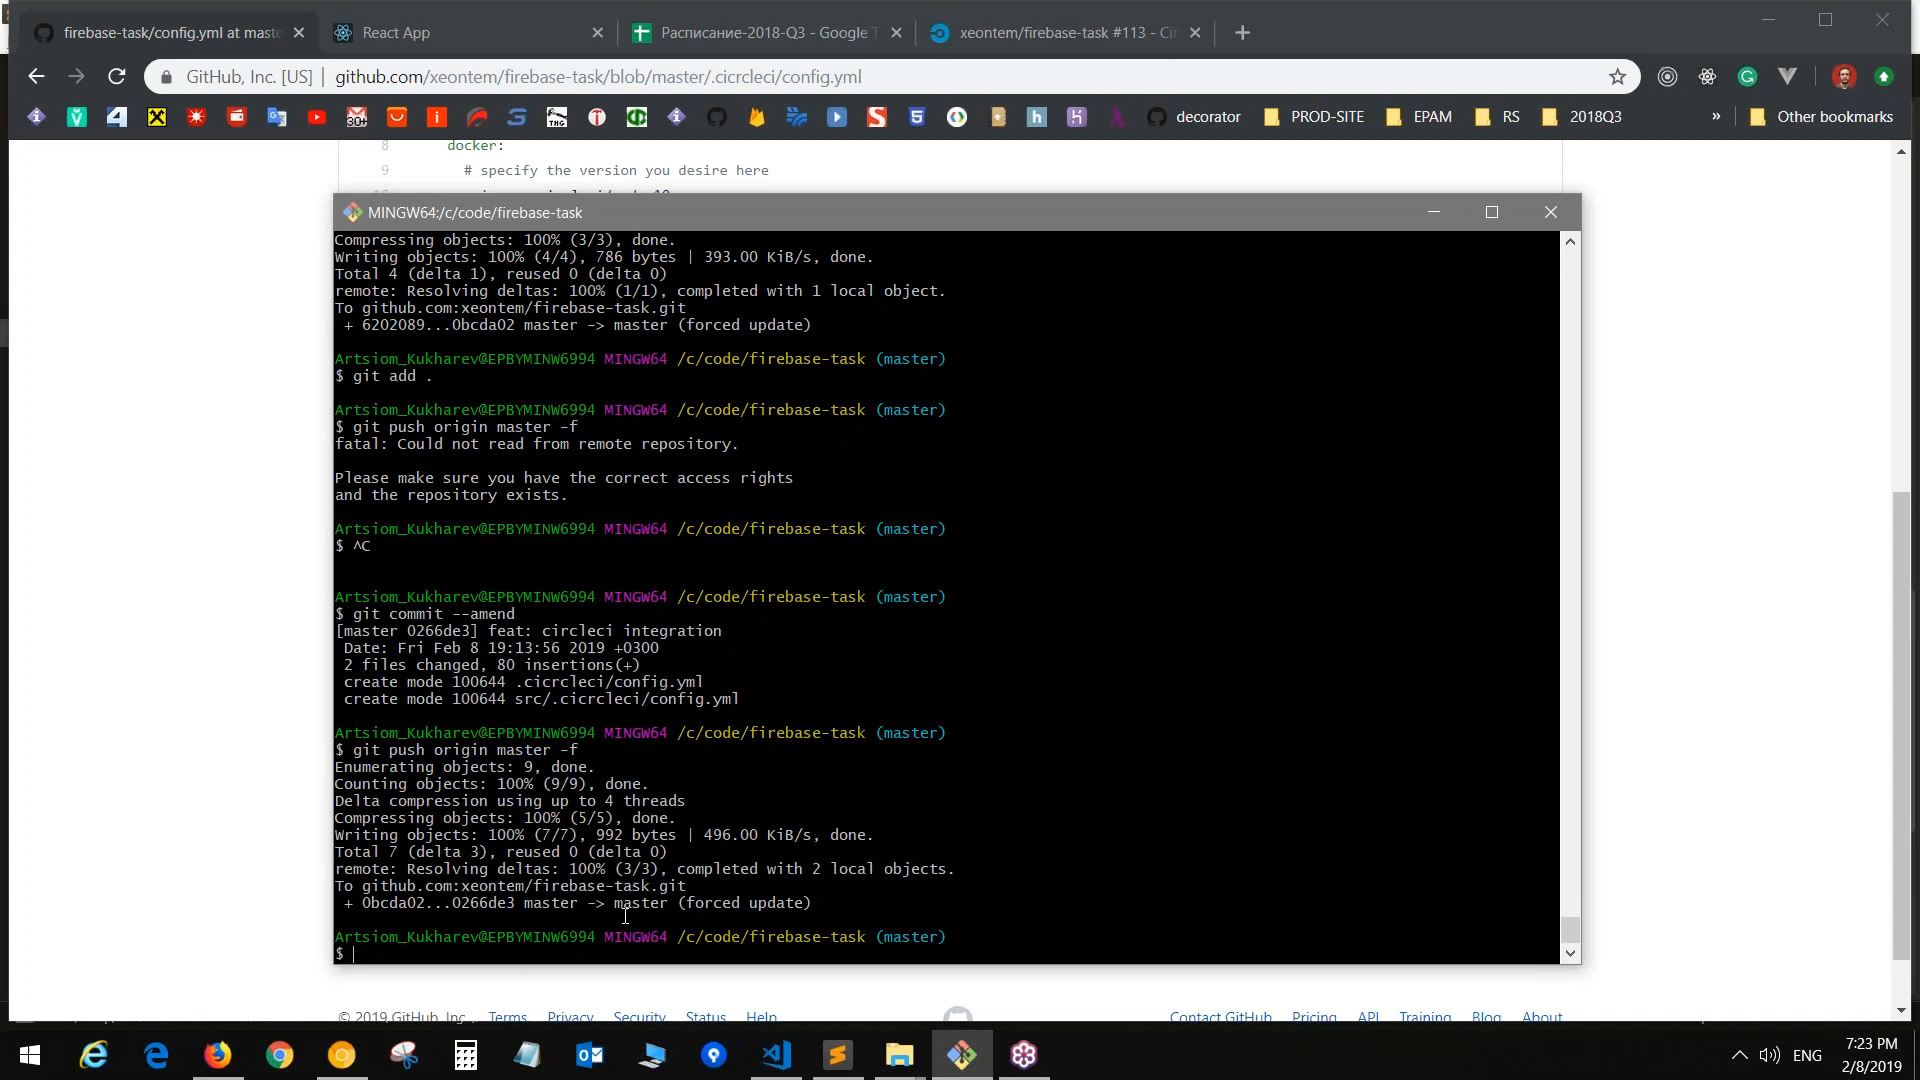 firebase-task/config.yml at maste
React App
Расписание-2018-Q3 - Google T
xeontem/firebase-task #113 - Cir
GitHub, Inc. [US] | github.com/xeontem/firebase-task/blob/master/.cicrcleci/config.yml
decorator
PROD-SITE
EPAM
RS
2018Q3
»
Other bookmarks
8 docker:
9 # specify the version you desire here
MINGW64:/c/code/firebase-task
Compressing objects: 100% (3/3), done.
Writing objects: 100% (4/4), 786 bytes | 393.00 KiB/s, done.
Total 4 (delta 1), reused 0 (delta 0)
remote: Resolving deltas: 100% (1/1), completed with 1 local object.
To github.com:xeontem/firebase-task.git
+ 6202089...0bcda02 master -> master (forced update)
Artsiom_Kukharev@EPBYMINW6994 MINGW64 /c/code/firebase-task (master)
$ git add .
Artsiom_Kukharev@EPBYMINW6994 MINGW64 /c/code/firebase-task (master)
$ git push origin master -f
fatal: Could not read from remote repository.
Please make sure you have the correct access rights
and the repository exists.
Artsiom_Kukharev@EPBYMINW6994 MINGW64 /c/code/firebase-task (master)
$ ^C
Artsiom_Kukharev@EPBYMINW6994 MINGW64 /c/code/firebase-task (master)
$ git commit --amend
[master 0266de3] feat: circleci integration
Date: Fri Feb 8 19:13:56 2019 +0300
2 files changed, 80 insertions(+)
create mode 100644 .cicrcleci/config.yml
create mode 100644 src/.cicrcleci/config.yml
Artsiom_Kukharev@EPBYMINW6994 MINGW64 /c/code/firebase-task (master)
$ git push origin master -f
Enumerating objects: 9, done.
Counting objects: 100% (9/9), done.
Delta compression using up to 4 threads
Compressing objects: 100% (5/5), done.
Writing objects: 100% (7/7), 992 bytes | 496.00 KiB/s, done.
Total 7 (delta 3), reused 0 (delta 0)
remote: Resolving deltas: 100% (3/3), completed with 2 local objects.
To github.com:xeontem/firebase-task.git
+ 0bcda02...0266de3 master -> master (forced update)
Artsiom_Kukharev@EPBYMINW6994 MINGW64 /c/code/firebase-task (master)
$
© 2019 GitHub, Inc. Terms Privacy Security Status Help Contact GitHub Pricing API Training Blog About
ENG
7:23 PM
2/8/2019